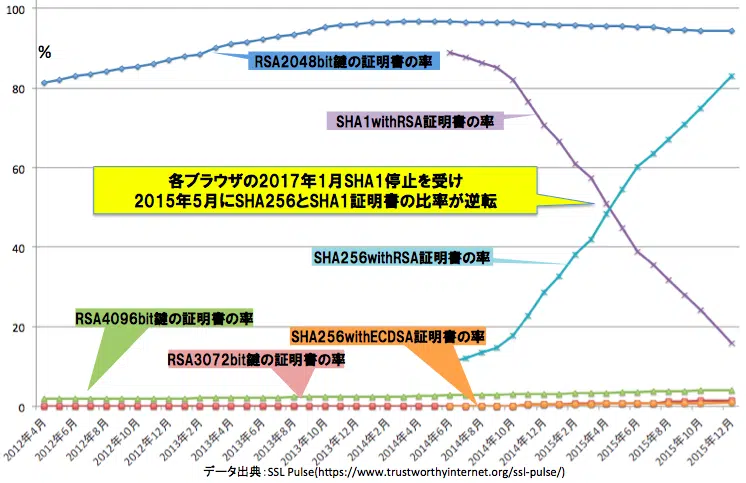 100
%
RSA2048bit鍵の証明書の率
80
SHA1withRSA証明書の率
各ブラウザの2017年1月SHA1停止を受け
2015年5月にSHA256とSHA1証明書の比率が逆転
60
40
SHA256withRSA証明書の率
20
RSA4096bit鍵の証明書の率
SHA256withECDSA証明書の率
RSA3072bit鍵の証明書の率
0
2012年4月
2012年6月
2012年8月
2012年10月
2012年12月
2013年2月
2013年4月
2013年6月
2013年8月
2013年10月
2013年12月
2014年2月
2014年4月
2014年6月
2014年8月
2014年10月
2014年12月
2015年2月
2015年4月
2015年6月
2015年8月
2015年10月
2015年12月
データ出典：SSL Pulse(https://www.trustworthyinternet.org/ssl-pulse/)